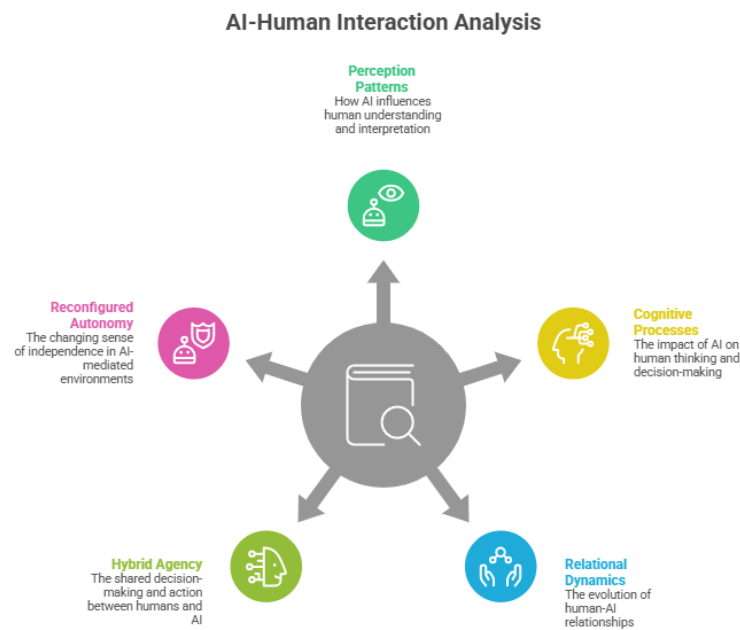 AI-Human Interaction Analysis
Perception
Patterns
How AI influences
human understanding
and interpretation
Reconfigured
Autonomy
The changing sense
of independence in AI-
mediated
environments
Cognitive
Processes
The impact of AI on
human thinking and
decision-making
Hybrid Agency
The shared decision-
making and action
between humans and
AI
Relational
Dynamics
The evolution of
human-AI
relationships